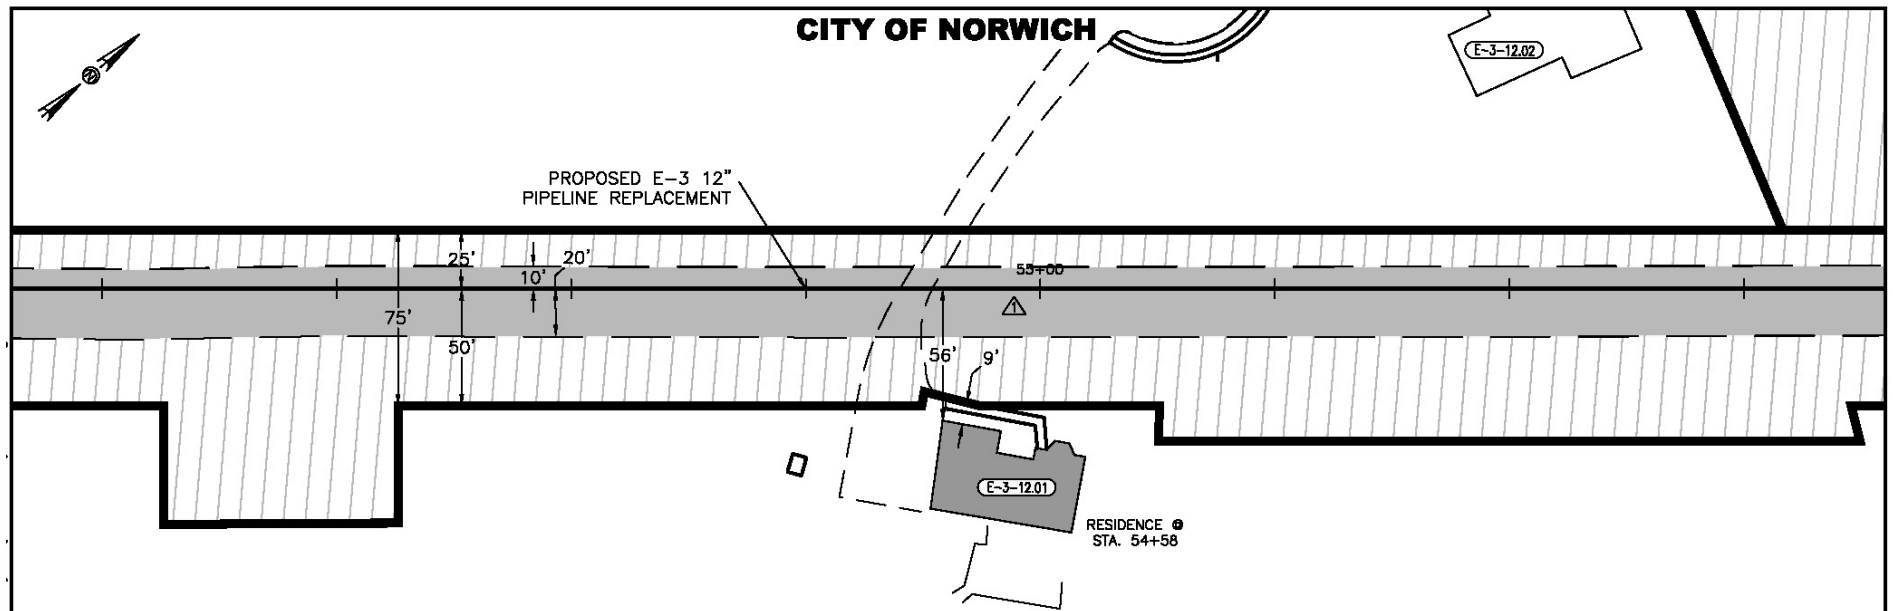 CITY OF NORWICH
N
E-3-12.02
PROPOSED E-3 12"
PIPELINE REPLACEMENT
25'
20'
10'
55+00
1
75'
50'
56'
9'
E-3-12.01
RESIDENCE @
STA. 54+58